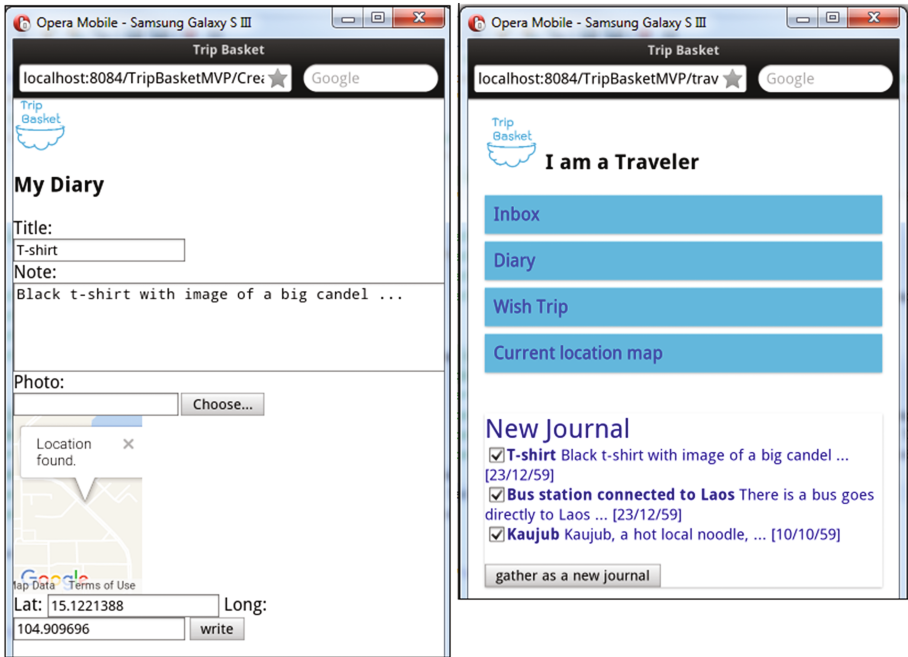 Opera Mobile - Samsung Galaxy S III
Trip Basket
localhost:8084/TripBasketMVP/Crea
Google
Trip
Basket
My Diary
Title:
T-shirt
Note:
Black t-shirt with image of a big candel ...
Photo:
Choose...
Location
found.
Google
Map Data Terms of Use
Lat: 15.1221388 Long:
104.909696 write
Opera Mobile - Samsung Galaxy S III
Trip Basket
localhost:8084/TripBasketMVP/trav
Google
Trip
Basket
I am a Traveler
Inbox
Diary
Wish Trip
Current location map
New Journal
T-shirt Black t-shirt with image of a big candel ...
[23/12/59]
Bus station connected to Laos There is a bus goes
directly to Laos ... [23/12/59]
Kaujub Kaujub, a hot local noodle, ... [10/10/59]
gather as a new journal